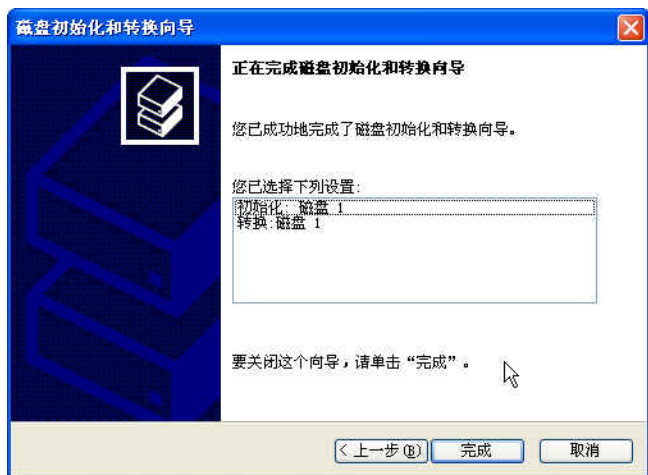 磁盘初始化和转换向导
正在完成磁盘初始化和转换向导
您已成功地完成了磁盘初始化和转换向导。
您已选择下列设置:
初始化: 磁盘 1
转换:磁盘 1
要关闭这个向导，请单击“完成”。
<上一步(B) 完成 取消